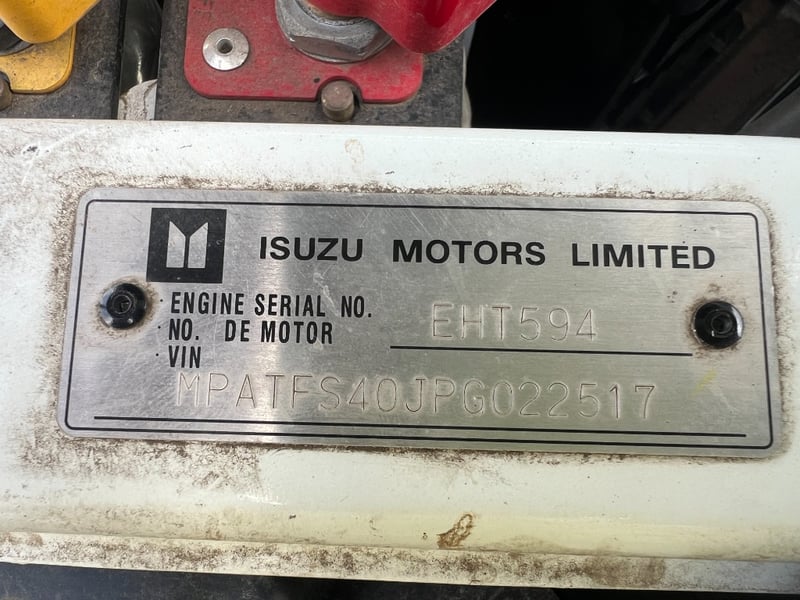 ISUZU MOTORS LIMITED
ENGINE SERIAL NO.
NO. DE MOTOR
EHT594
VIN
MPATFS40JPG022517